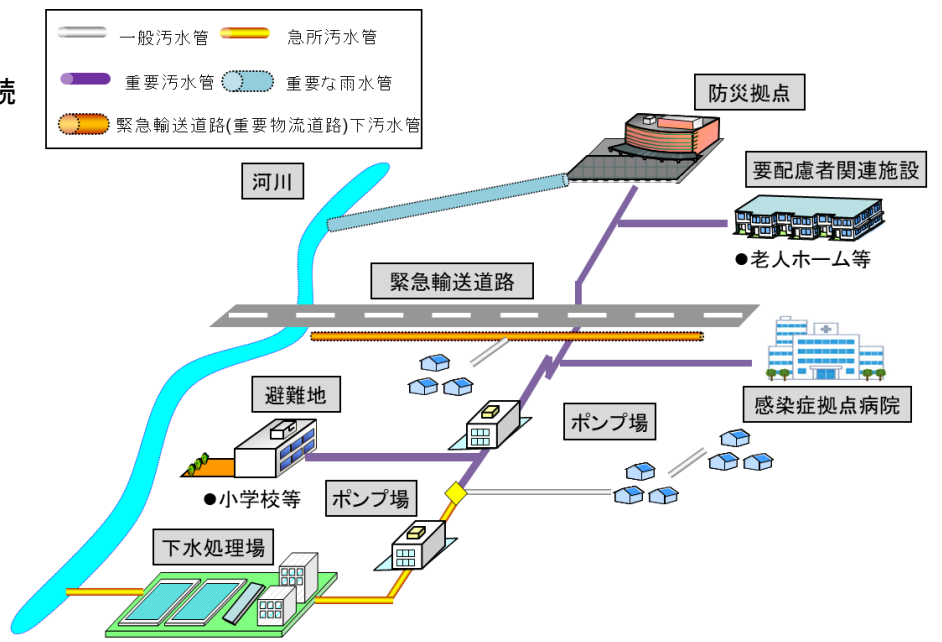 一般汚水管
急所汚水管
重要汚水管
重要な雨水管
緊急輸送道路(重要物流道路)下汚水管
続
防災拠点
河川
要配慮者関連施設
●老人ホーム等
緊急輸送道路
避難地
感染症拠点病院
ポンプ場
●小学校等
ポンプ場
下水処理場